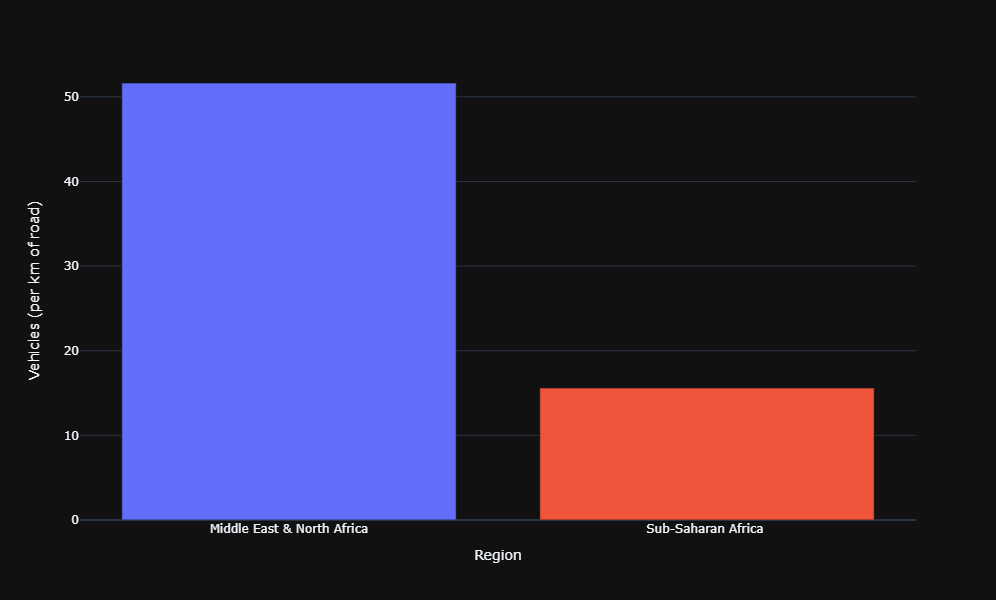 50
40
30
20
10
0
Vehicles (per km of road)
Middle East & North Africa
Sub-Saharan Africa
Region